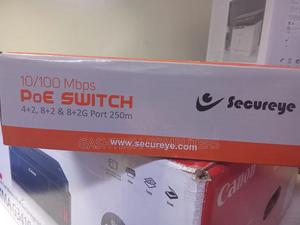 10/100 Mbps
PoE SWITCH
4+2, 8+2 & 8+2G Port 250m
Secureye
www.secureye.com
Canon